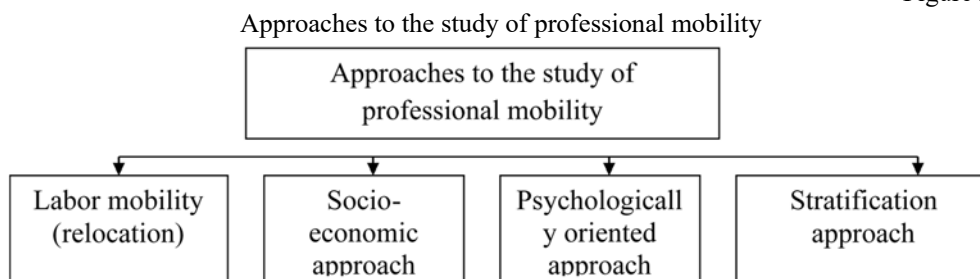 Approaches to the study of professional mobility
Approaches to the study of
professional mobility
Labor mobility
(relocation)
Socio-
economic
approach
Psychologicall
y oriented
approach
Stratification
approach